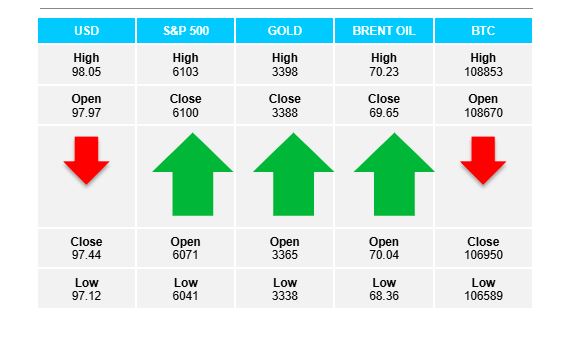 USD S&P 500 GOLD BRENT OIL BTC
High High High High High
98.05 6103 3398 70.23 108853
Open Close Close Close Open
97.97 6100 3388 69.65 108670
Close Open Open Open Close
97.44 6071 3365 70.04 106950
Low Low Low Low Low
97.12 6041 3338 68.36 106589